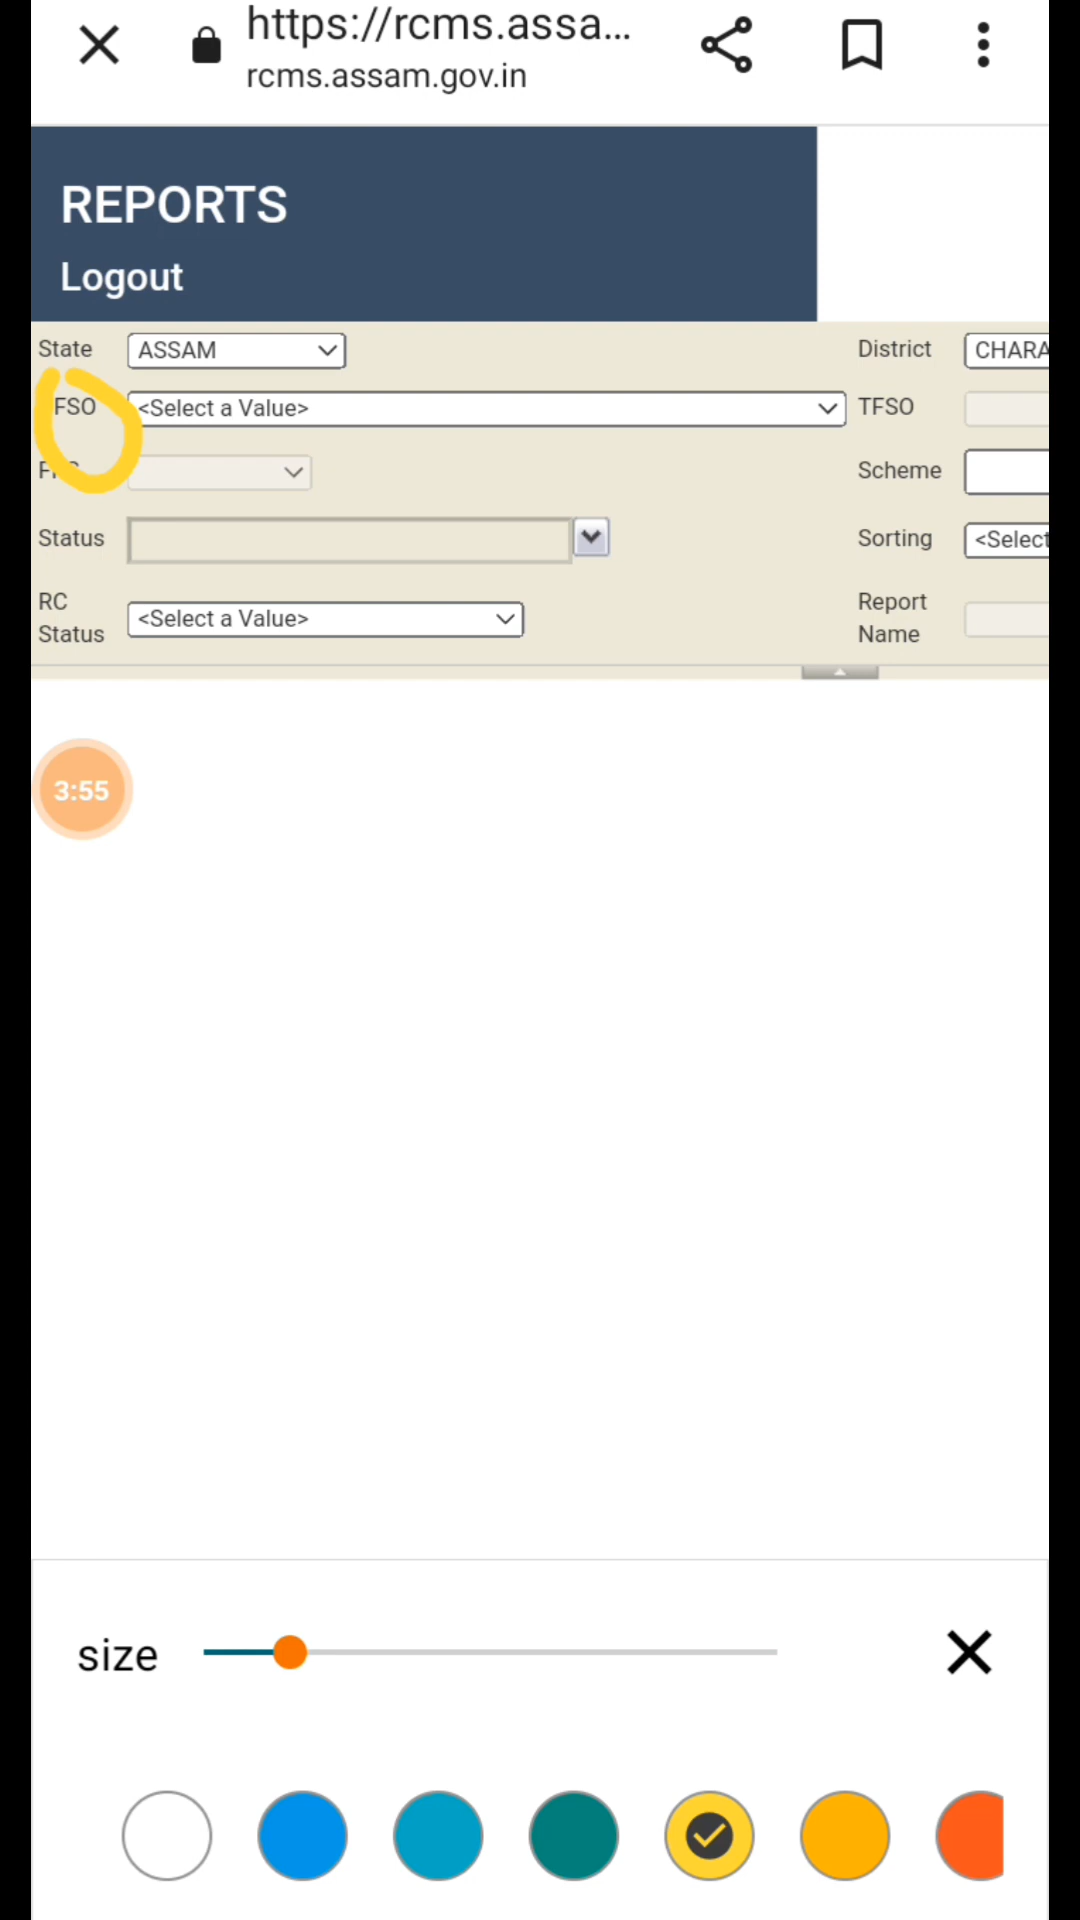 https://rcms.assa...
rcms.assam.gov.in
REPORTS
Logout
State ASSAM District CHARA
FSO <Select a Value> TFSO
Scheme
Status Sorting <Select
RC Status <Select a Value> Report Name
3:55
size